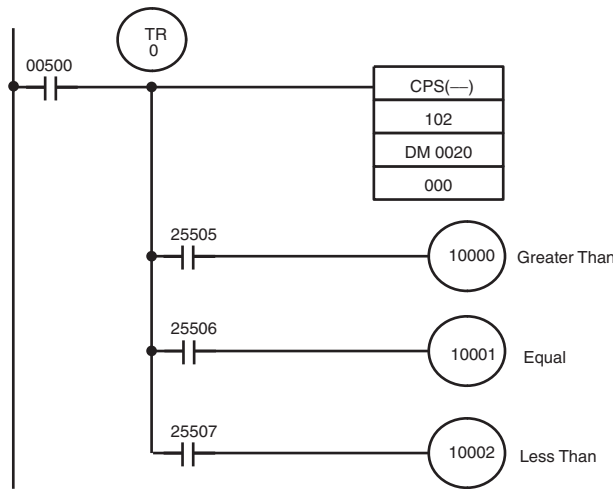 TR
0
00500
CPS(––)
102
DM 0020
000
25505
10000 Greater Than
25506
10001 Equal
25507
10002 Less Than